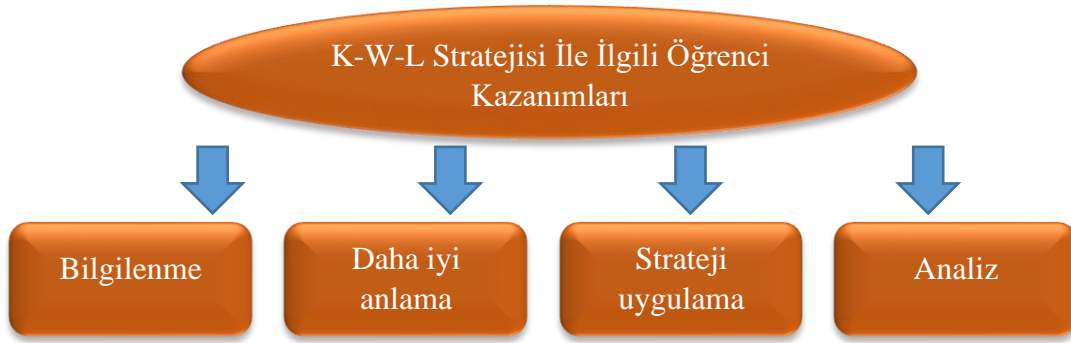 K-W-L Stratejisi İle İlgili Öğrenci
Kazanımları
Bilgilenme
Daha iyi
anlama
Strateji
uygulama
Analiz